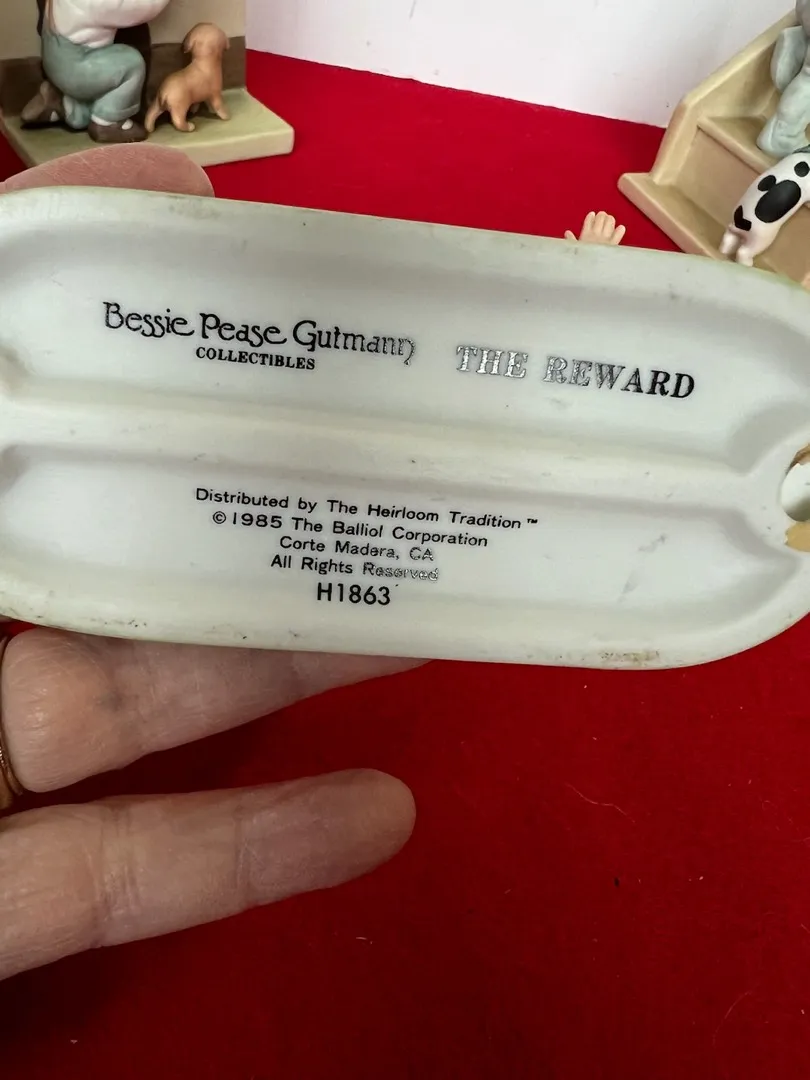 Bessie Pease Gutmann
COLLECTIBLES
THE REWARD
Distributed by The Heirloom Tradition™
© 1985 The Balliol Corporation
Corte Madera, CA
All Rights Reserved
H1863